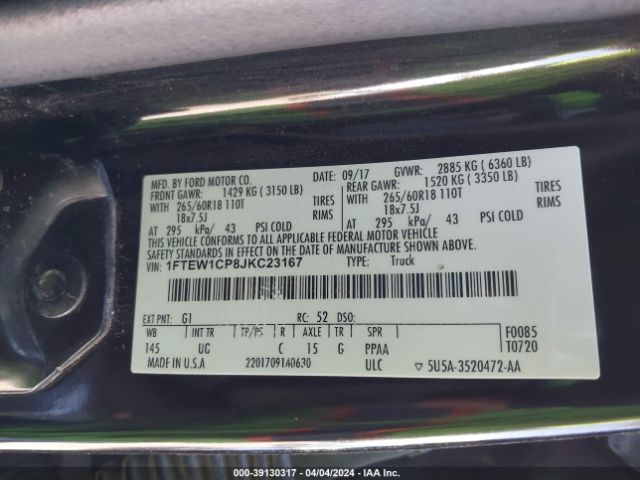 MFD. BY FORD MOTOR CO. DATE: 09/17 GVWR: 2885 KG ( 6360 LB)
FRONT GAWR: 1429 KG ( 3150 LB) REAR GAWR: 1520 KG ( 3350 LB)
WITH 265/60R18 110T TIRES WITH 265/60R18 110T TIRES
18x7.5J RIMS 18x7.5J RIMS
AT 295 kPa/ 43 PSI COLD AT 295 kPa/ 43 PSI COLD
THIS VEHICLE CONFORMS TO ALL APPLICABLE FEDERAL MOTOR VEHICLE
SAFETY STANDARDS IN EFFECT ON THE DATE OF MANUFACTURE SHOWN ABOVE.
VIN: 1FTEW1CP8JKC23167 TYPE: Truck
EXT PNT: G1 RC: 52 DSO:
WB INT TR TP/PS R AXLE TR SPR F0085
145 UG C 15 G PPAA T0720
MADE IN U.S.A 2201709140630 ULC ▽ 5U5A-3520472-AA
000-39130317 - 04/04/2024 - IAA Inc.